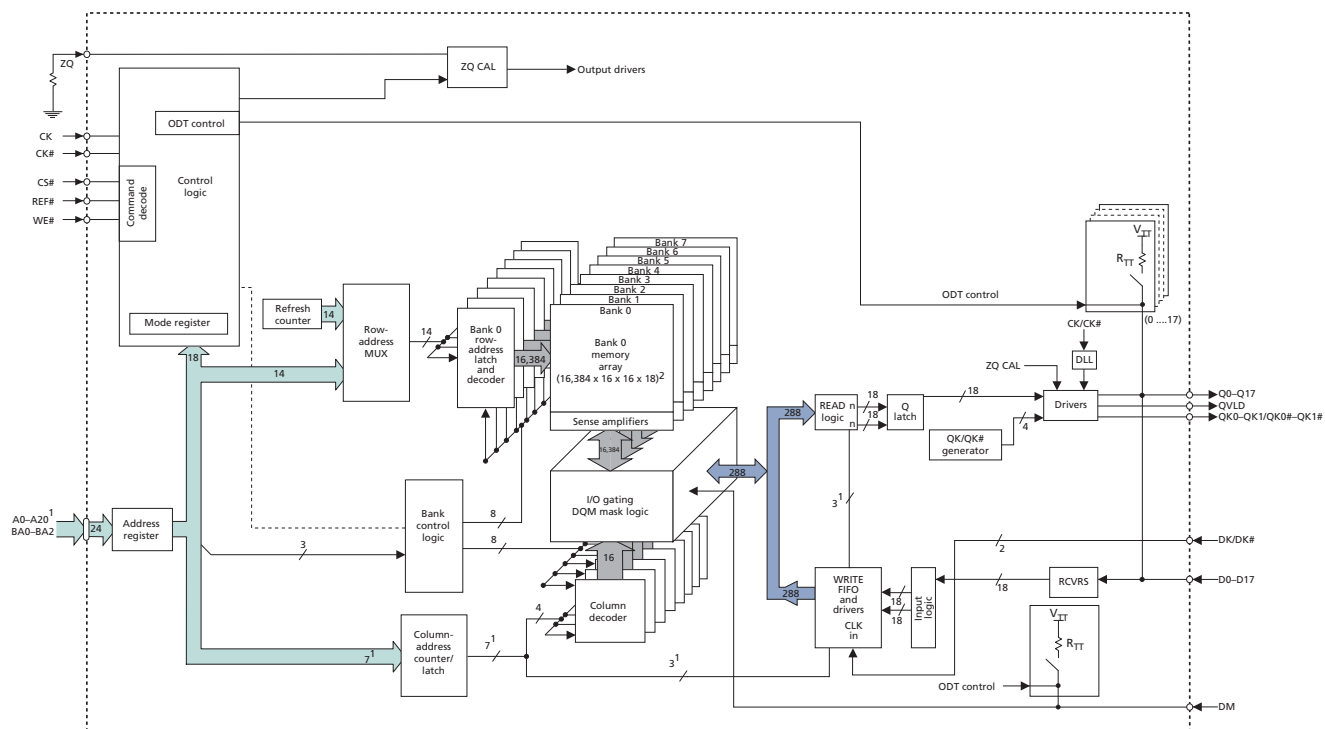 ZQ
ZQ CAL
Output drivers
ODT control
CK
CK#
CS#
REF#
WE#
Command
decode
Control
logic
Mode register
18
Refresh
counter
14
14
Row-
address
MUX
14
Bank 0
row-
address
latch
and
decoder
16,384
Bank 7
Bank 6
Bank 5
Bank 4
Bank 3
Bank 2
Bank 1
Bank 0
Bank 0
memory
array
(16,384 x 16 x 16 x 18)2
Sense amplifiers
16,384
I/O gating
DQM mask logic
16
Column
decoder
A0–A201
BA0–BA2
24
Address
register
3
Bank
control
logic
8
8
71
Column-
address
counter/
latch
71
4
31
288
288
288
READ
logic
n
n
18
18
Q
latch
18
31
QK/QK#
generator
4
ZQ CAL
CK/CK#
DLL
Drivers
ODT control
VTT
RTT
(0 ....17)
Q0–Q17
QVLD
QK0–QK1/QK0#–QK1#
WRITE
FIFO
and
drivers
CLK
in
18
18
Input
logic
18
RCVRS
2
DK/DK#
D0–D17
VTT
RTT
ODT control
DM